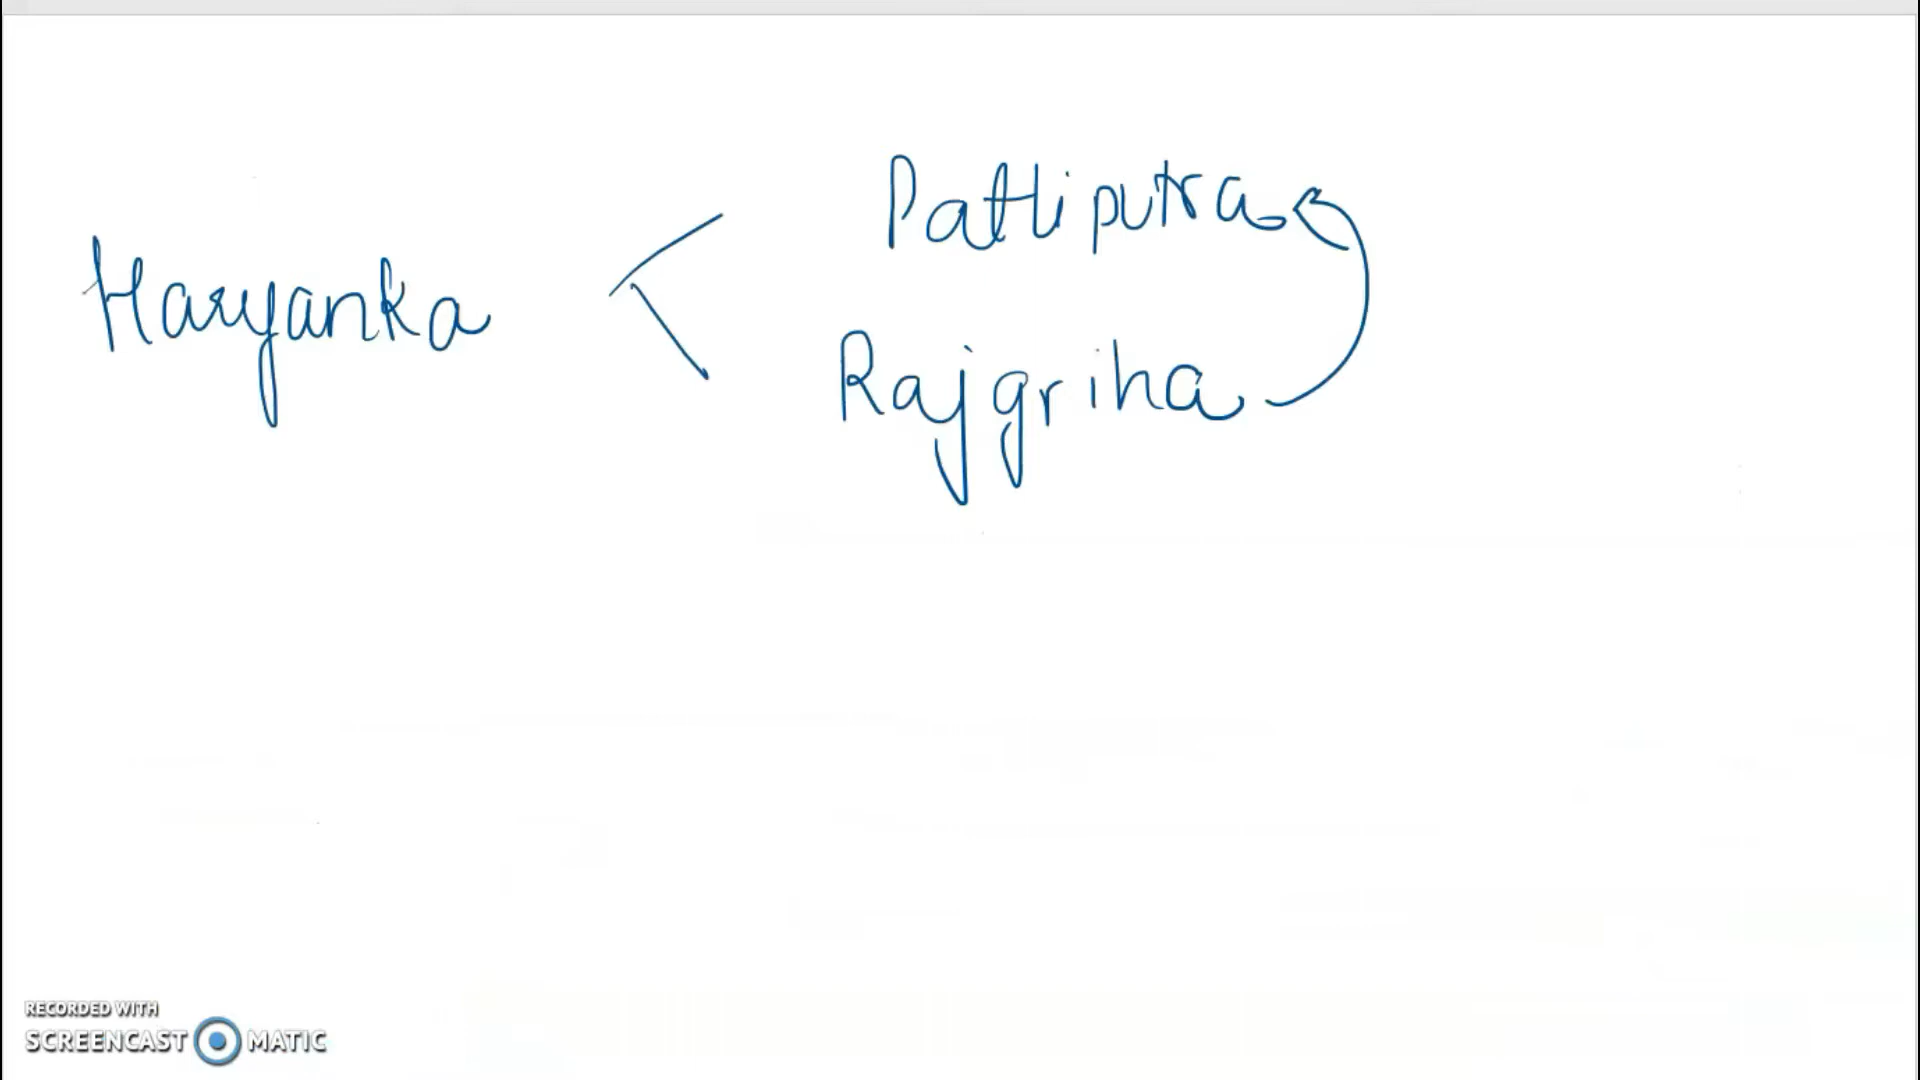 Patliputra
Haryanka
Rajgriha
RECORDED WITH
SCREENCAST MATIC